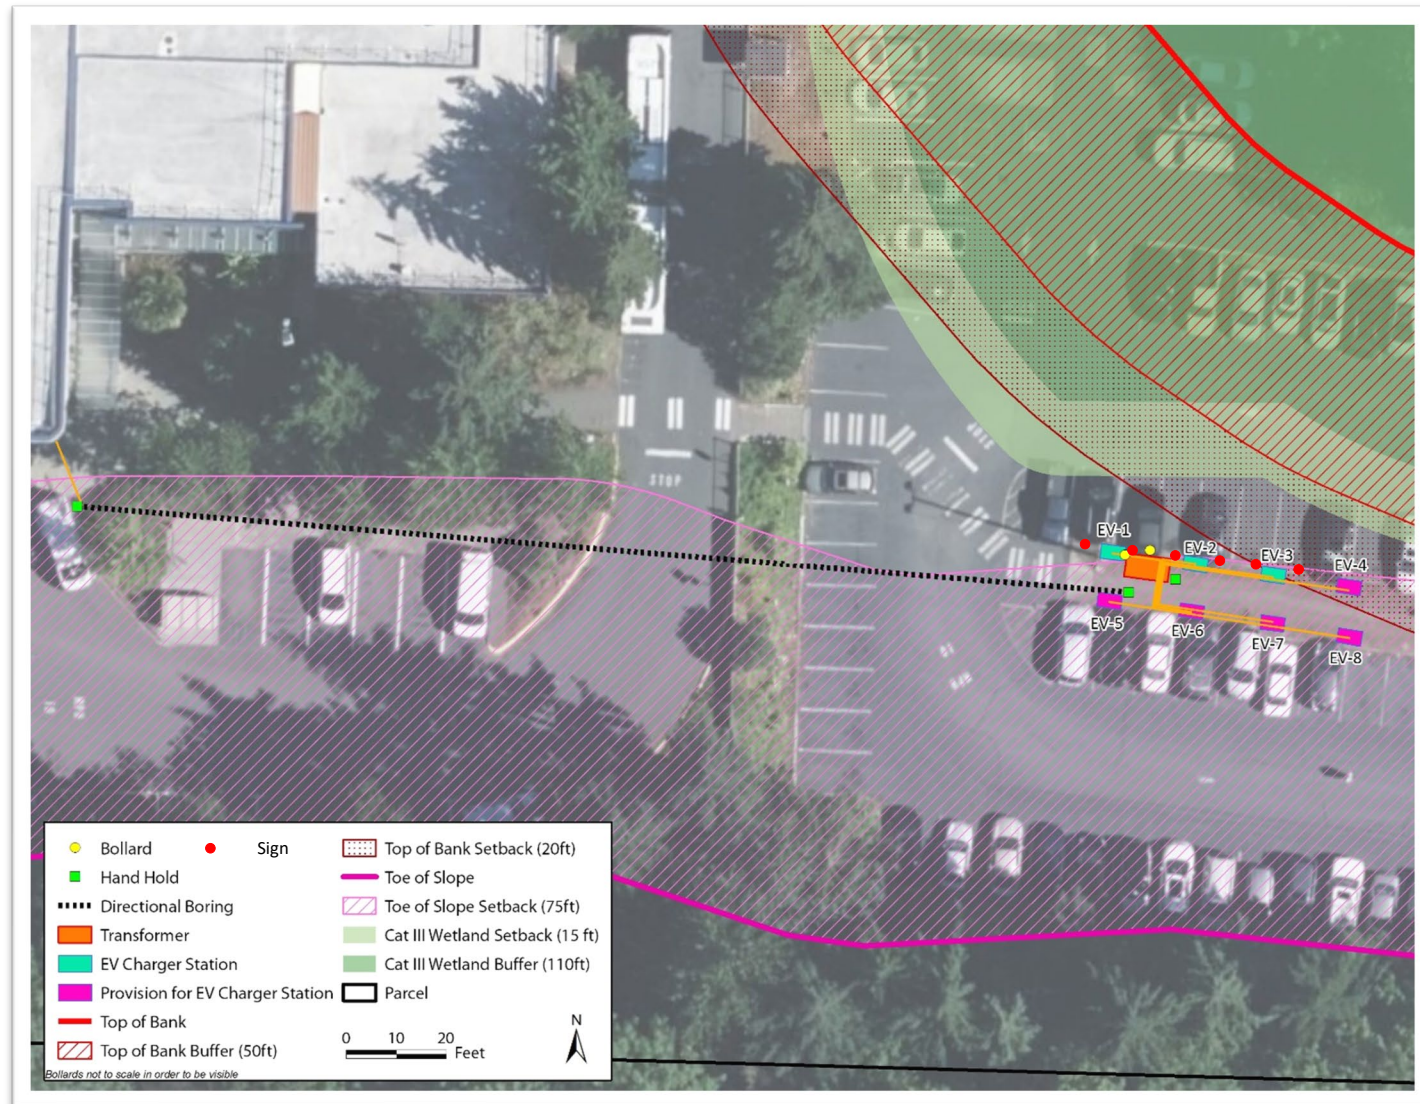 STOP
EV-1
EV-2
EV-3
EV-4
EV-5
EV-6
EV-7
EV-8
Bollard
Sign
Hand Hold
Directional Boring
Transformer
EV Charger Station
Provision for EV Charger Station
Top of Bank
Top of Bank Buffer (50ft)
Top of Bank Setback (20ft)
Toe of Slope
Toe of Slope Setback (75ft)
Cat III Wetland Setback (15 ft)
Cat III Wetland Buffer (110ft)
Parcel
N
0 10 20
Feet
Bollards not to scale in order to be visible